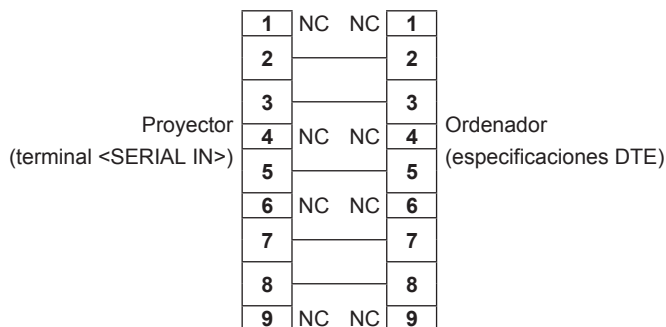 1 NC NC 1
2 2
3 3
Proyector
(terminal <SERIAL IN>)
4 NC NC 4
Ordenador
(especificaciones DTE)
5 5
6 NC NC 6
7 7
8 8
9 NC NC 9